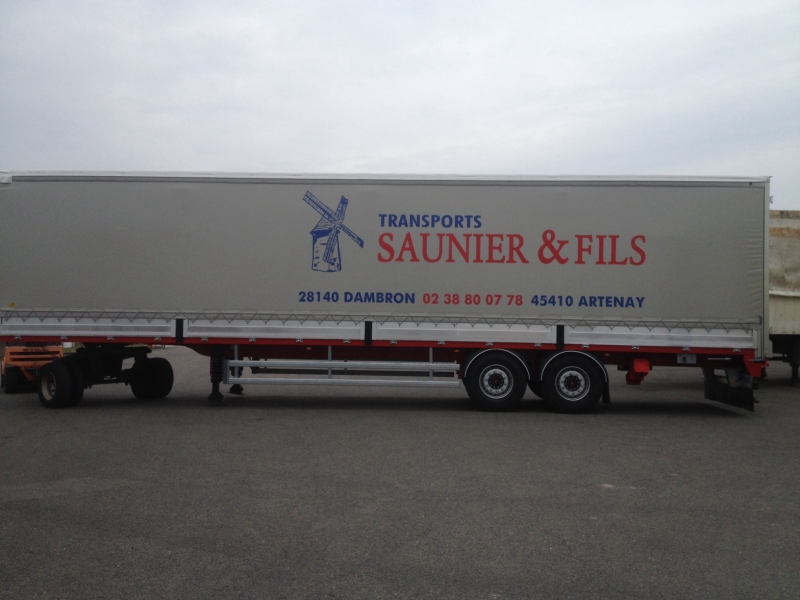 TRANSPORTS
SAUNIER & FILS
28140 DAMBRON 02 38 80 07 78 45410 ARTENAY